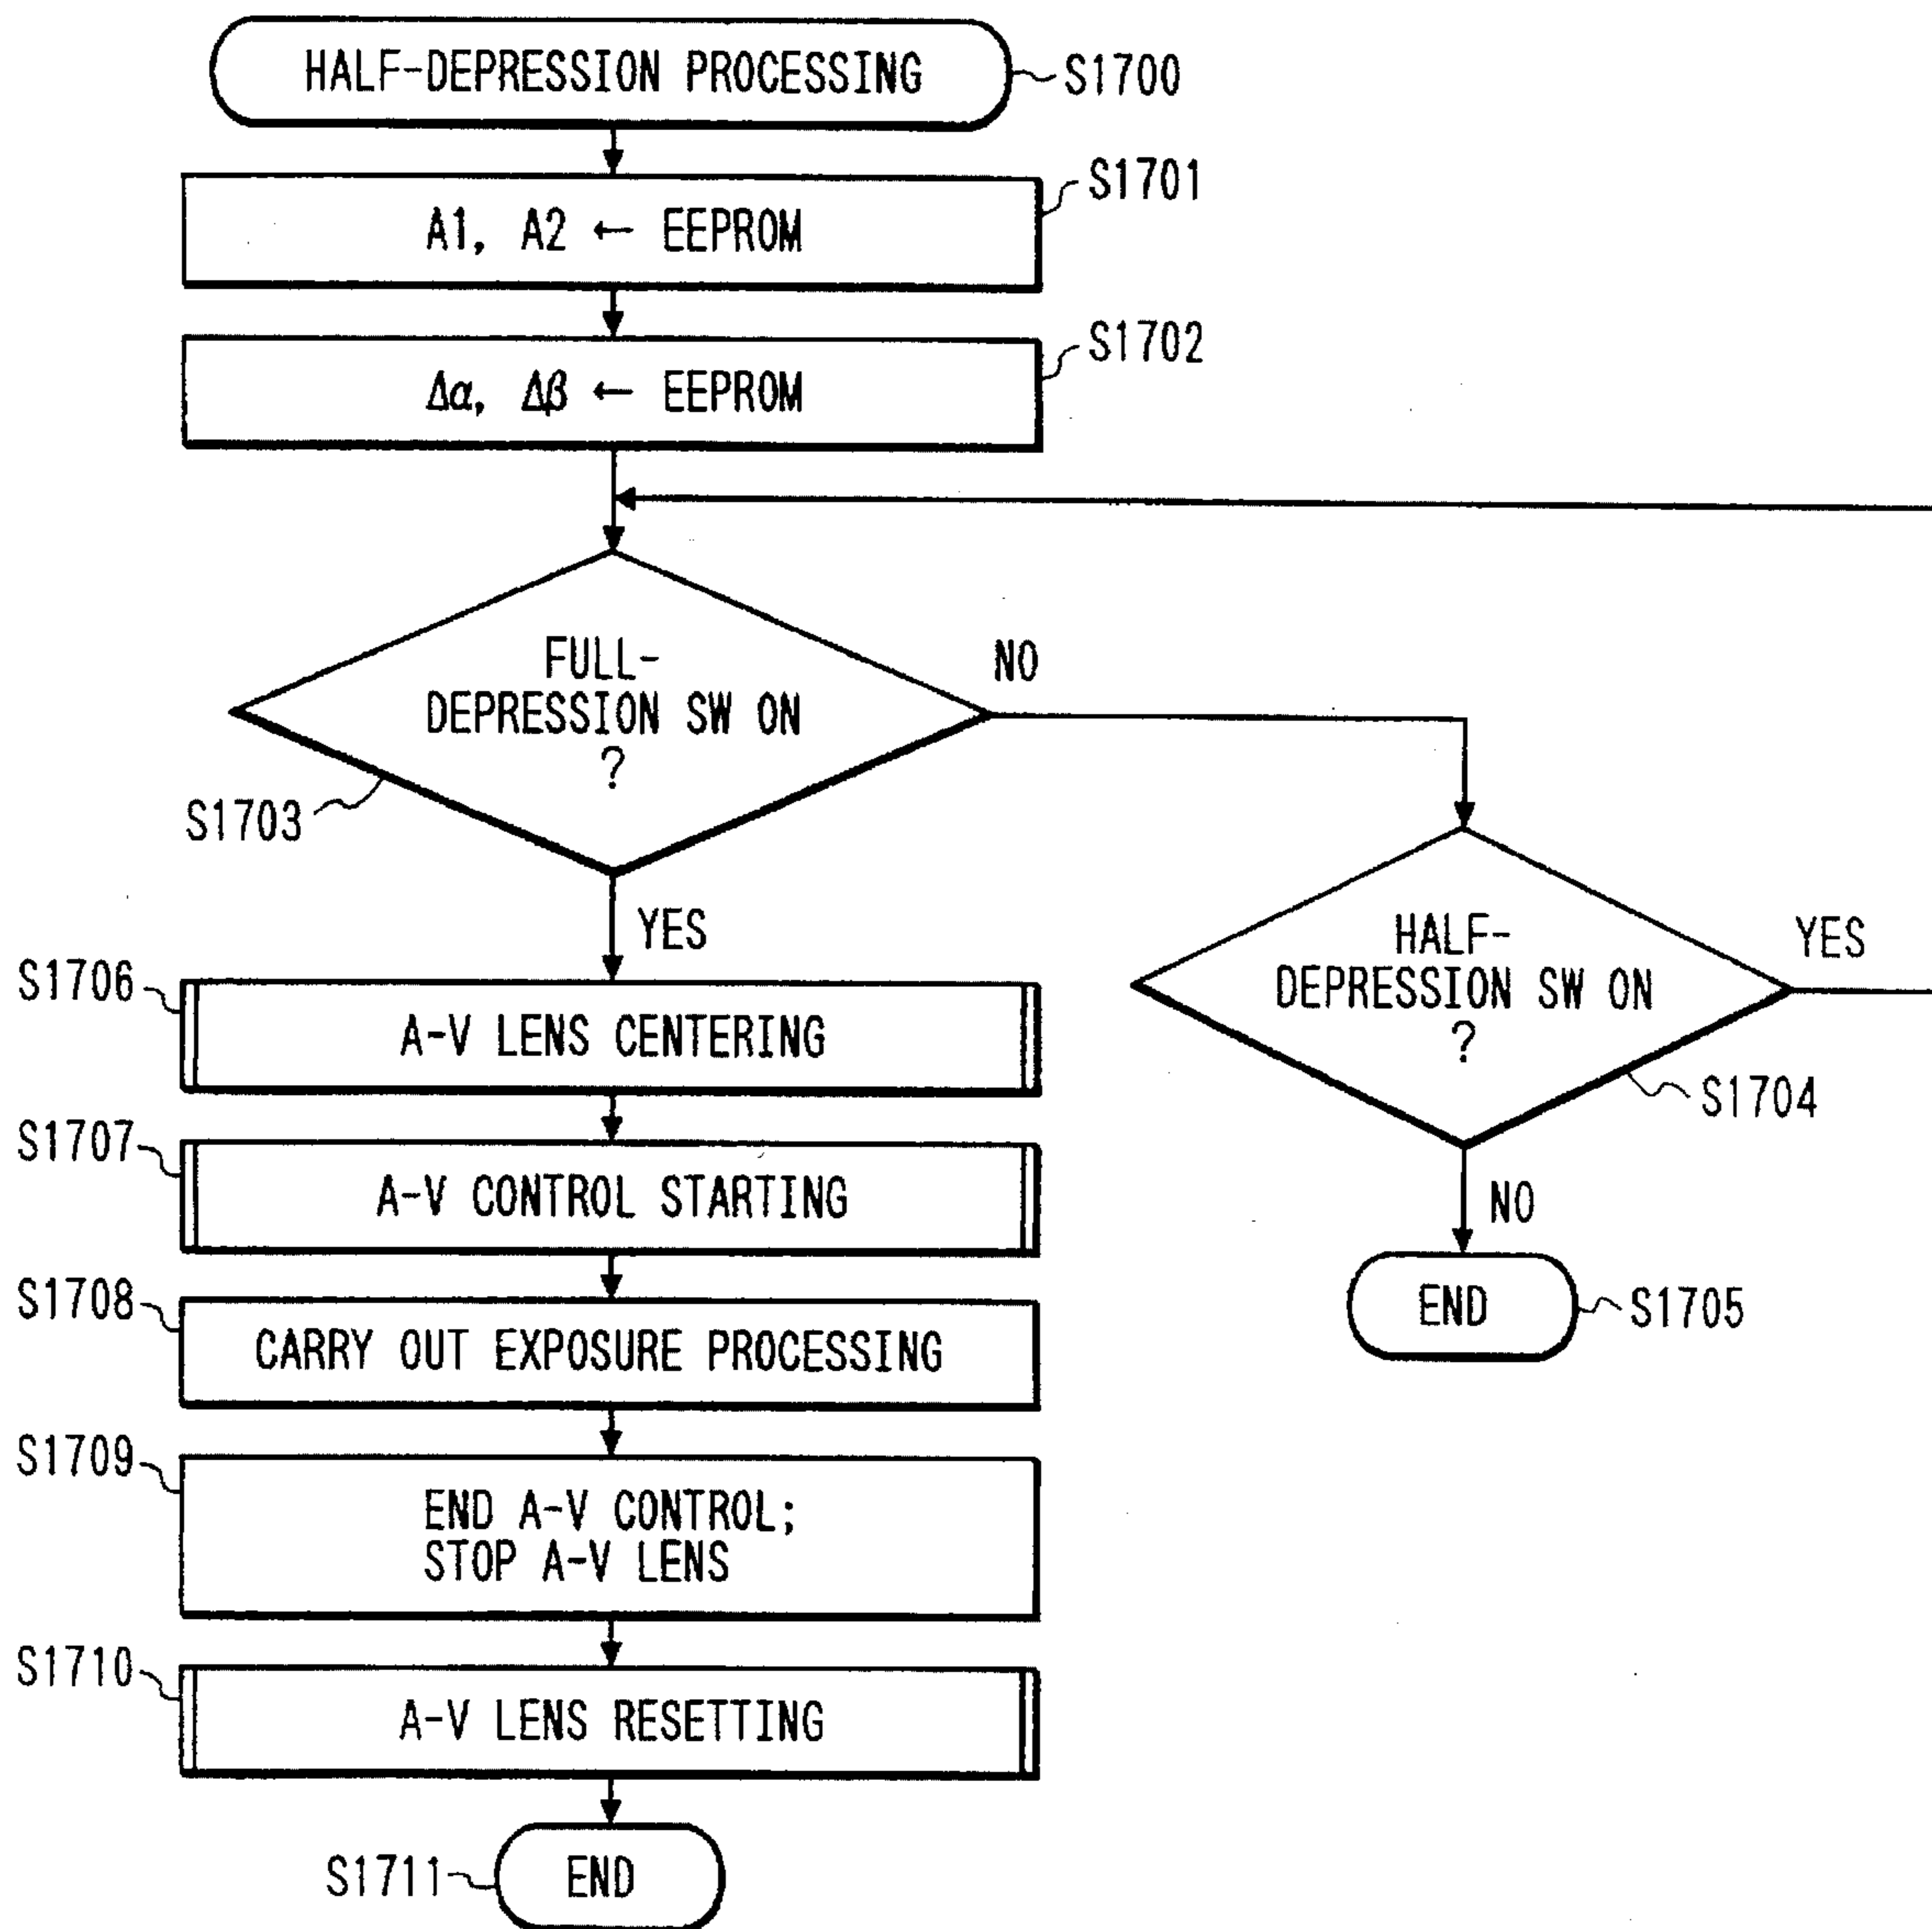 HALF-DEPRESSION PROCESSING
S1700
S1701
A1, A2 ← EEPROM
S1702
Δα, Δβ ← EEPROM
FULL-
DEPRESSION SW ON
?
NO
S1703
YES
HALF-
DEPRESSION SW ON
?
YES
S1704
NO
END
S1705
S1706
A-V LENS CENTERING
S1707
A-V CONTROL STARTING
S1708
CARRY OUT EXPOSURE PROCESSING
S1709
END A-V CONTROL;
STOP A-V LENS
S1710
A-V LENS RESETTING
S1711
END